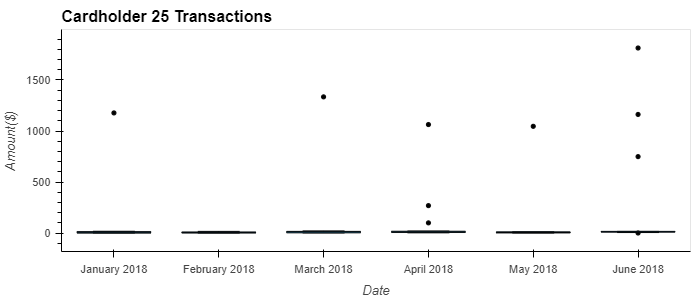 Cardholder 25 Transactions
Amount($)
1500
1000
500
0
January 2018 February 2018 March 2018 April 2018 May 2018 June 2018
Date